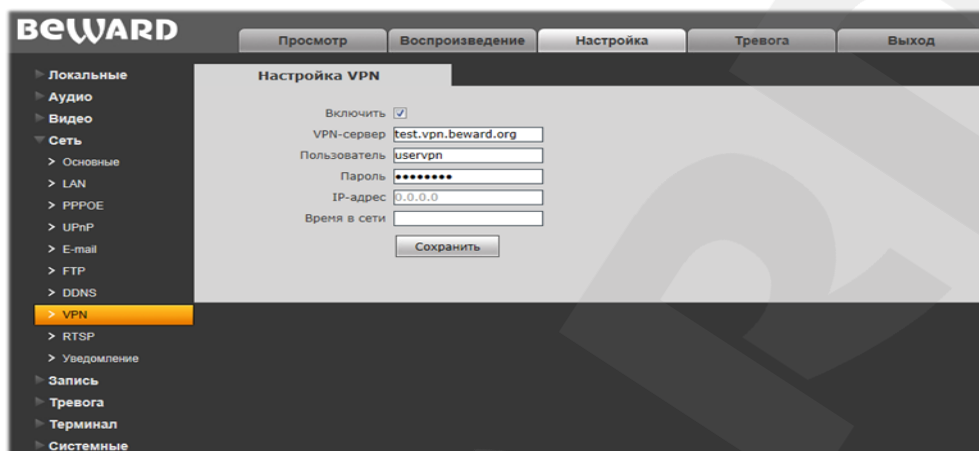 BEWARD
Просмотр Воспроизведение Настройка Тревога Выход
Локальные
Аудио
Видео
Сеть
> Основные
> LAN
> PPPOE
> UPnP
> E-mail
> FTP
> DDNS
> VPN
> RTSP
> Уведомление
Запись
Тревога
Терминал
Системные
Настройка VPN
Включить
VPN-сервер test.vpn.beward.org
Пользователь uservpn
Пароль ••••••••
IP-адрес 0.0.0.0
Время в сети
Сохранить